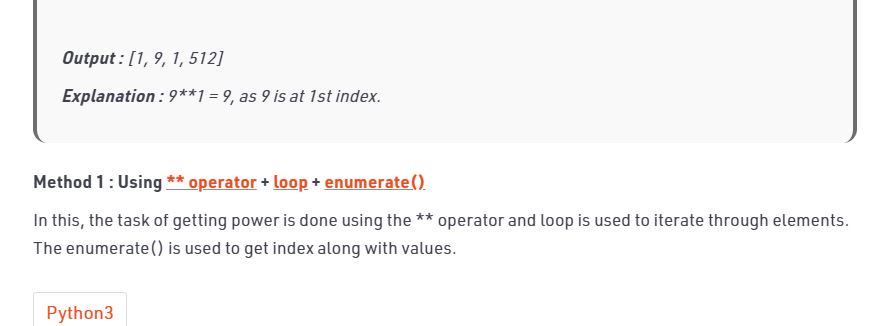 Output : [1, 9, 1, 512]
Explanation : 9**1 = 9, as 9 is at 1st index.
Method 1 : Using ** operator + loop + enumerate()
In this, the task of getting power is done using the ** operator and loop is used to iterate through elements.
The enumerate() is used to get index along with values.
Python3